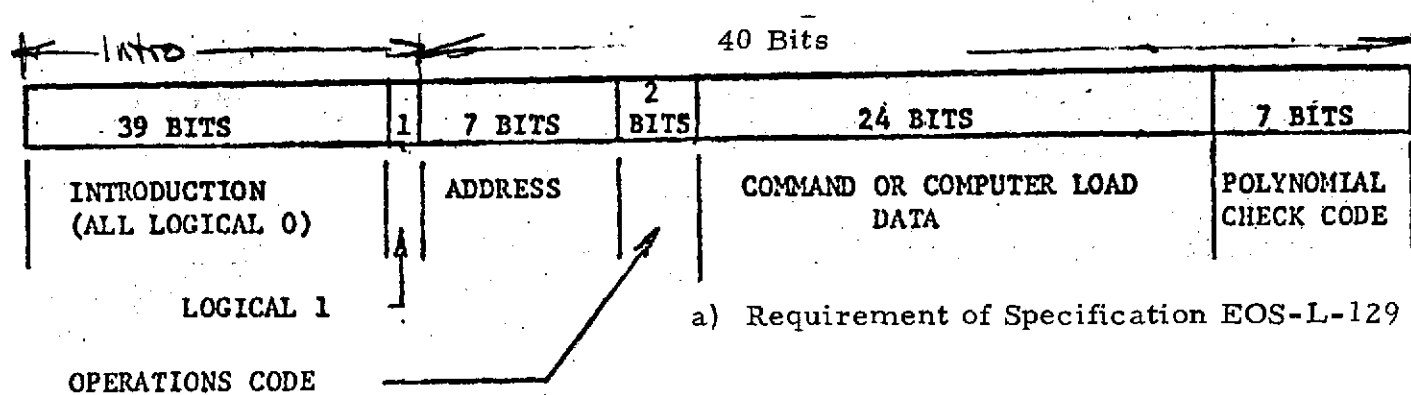 Intro 40 Bits
39 BITS 1 7 BITS 2 BITS 24 BITS 7 BITS
INTRODUCTION ADDRESS COMMAND OR COMPUTER LOAD POLYNOMIAL
(ALL LOGICAL 0) DATA CHECK CODE
LOGICAL 1
a) Requirement of Specification EOS-L-129
OPERATIONS CODE